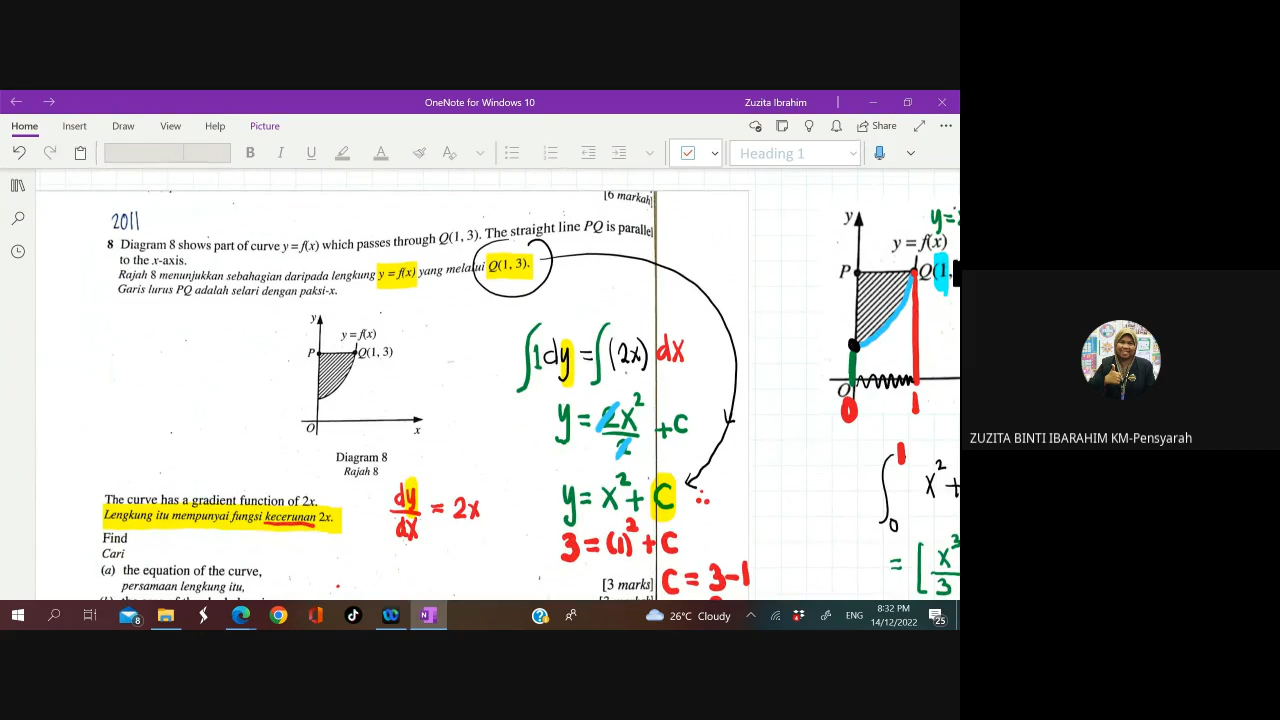 OneNote for Windows 10
Zuzita Ibrahim
Home Insert Draw View Help Picture
Share
Heading 1
[6 markah]
2011
8 Diagram 8 shows part of curve y = f(x) which passes through Q(1, 3). The straight line PQ is parallel
to the x-axis.
Rajah 8 menunjukkan sebahagian daripada lengkung y = f(x) yang melalui Q(1, 3).
Garis lurus PQ adalah selari dengan paksi-x.
y
y = f(x)
P
Q(1, 3)
O
x
Diagram 8
Rajah 8
The curve has a gradient function of 2x.
Lengkung itu mempunyai fungsi kecerunan 2x.
dy/dx = 2x
Find
Cari
(a) the equation of the curve,
persamaan lengkung itu,
[3 marks]
∫1dy = ∫(2x) dx
y = 2x²/2 + c
y = x² + C ∴
3 = (1)² + C
C = 3-1
y
y=
y = f(x)
P
Q(1,
O
0
1
∫₀¹ x² +
= [x³/3
ZUZITA BINTI IBARAHIM KM-Pensyarah
8
26°C Cloudy
ENG
8:32 PM
14/12/2022
25